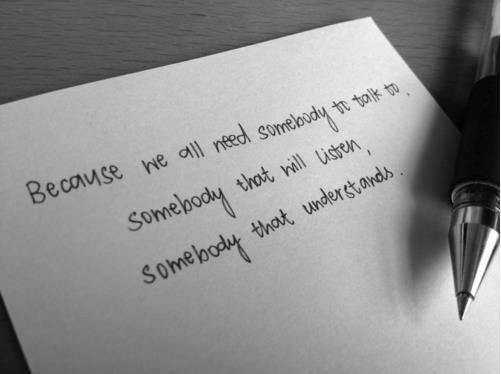 Because we all need somebody to talk to,
somebody that will listen,
somebody that understands.